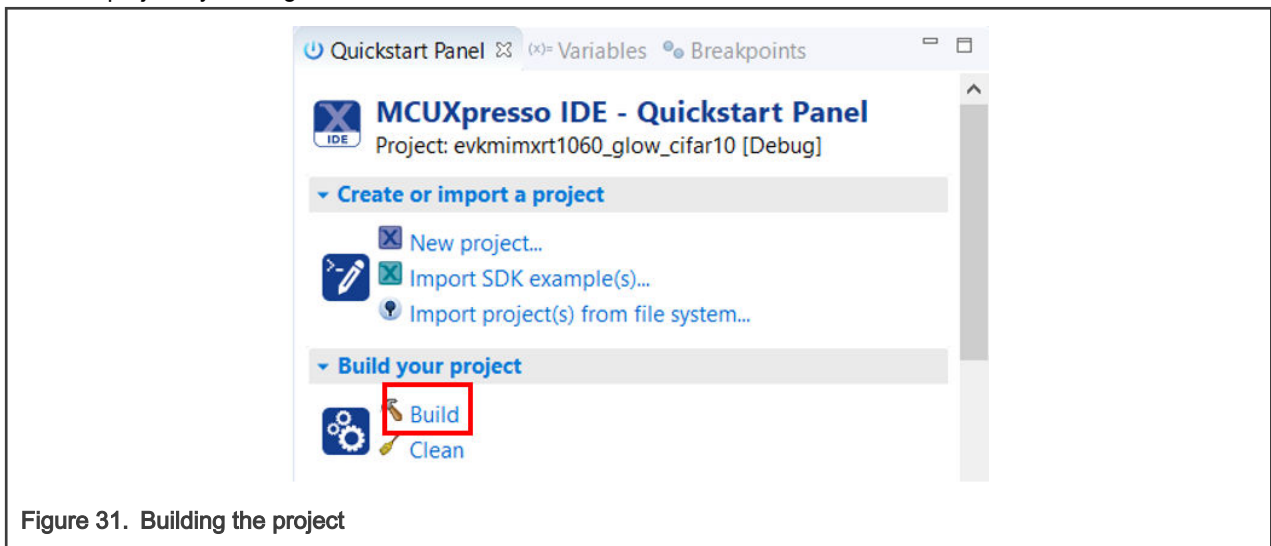 Quickstart Panel (x)= Variables Breakpoints
MCUXpresso IDE - Quickstart Panel
IDE
Project: evkmimxrt1060_glow_cifar10 [Debug]
Create or import a project
New project...
Import SDK example(s)...
Import project(s) from file system...
Build your project
Build
Clean
Figure 31. Building the project